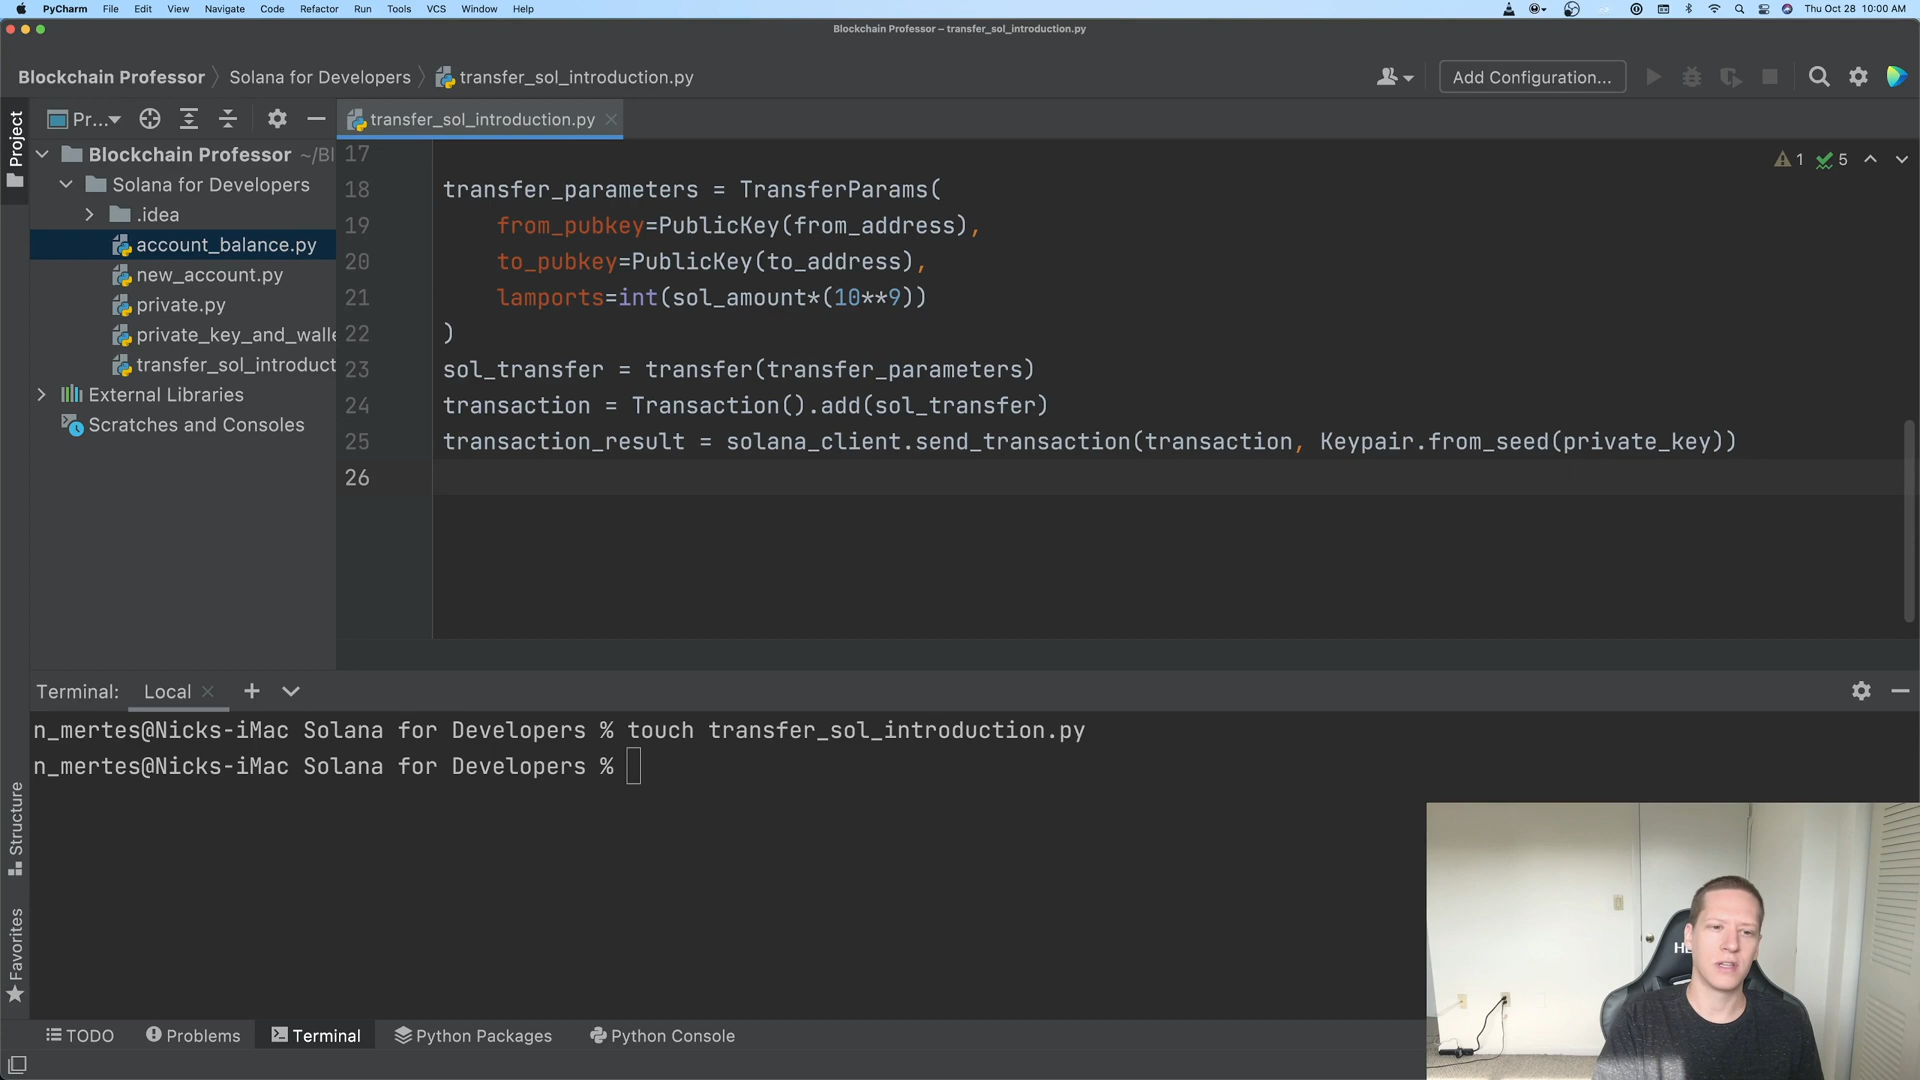 PyCharm File Edit View Navigate Code Refactor Run Tools VCS Window Help Thu Oct 28 10:00 AM
Blockchain Professor – transfer_sol_introduction.py
Blockchain Professor Solana for Developers transfer_sol_introduction.py Add Configuration...
Project
Pr... transfer_sol_introduction.py
Blockchain Professor ~/Bl
Solana for Developers
.idea
account_balance.py
new_account.py
private.py
private_key_and_walle
transfer_sol_introduct
External Libraries
Scratches and Consoles
1 5
17
18 transfer_parameters = TransferParams(
19 from_pubkey=PublicKey(from_address),
20 to_pubkey=PublicKey(to_address),
21 lamports=int(sol_amount*(10**9))
22 )
23 sol_transfer = transfer(transfer_parameters)
24 transaction = Transaction().add(sol_transfer)
25 transaction_result = solana_client.send_transaction(transaction, Keypair.from_seed(private_key))
26
Terminal: Local
n_mertes@Nicks-iMac Solana for Developers % touch transfer_sol_introduction.py
n_mertes@Nicks-iMac Solana for Developers %
Structure
Favorites
TODO Problems Terminal Python Packages Python Console